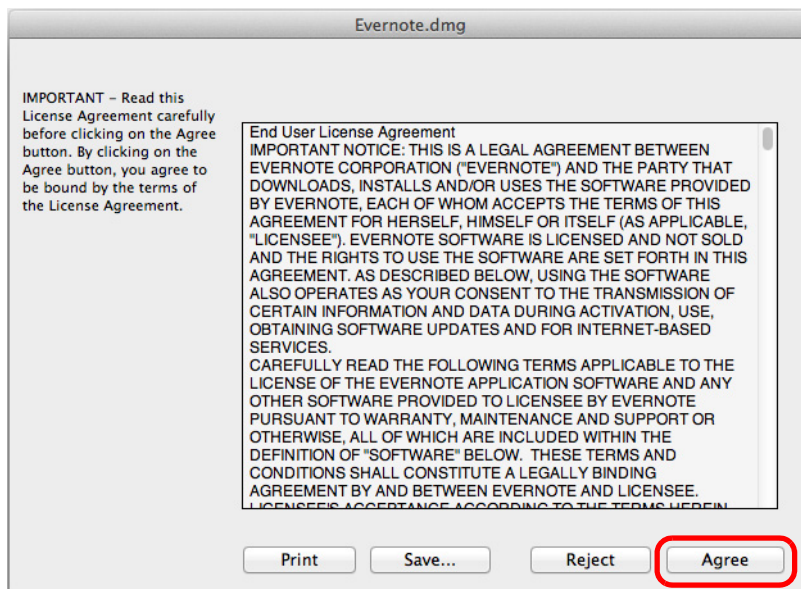 Evernote.dmg
IMPORTANT – Read this
License Agreement carefully
before clicking on the Agree
button. By clicking on the
Agree button, you agree to
be bound by the terms of
the License Agreement.
End User License Agreement
IMPORTANT NOTICE: THIS IS A LEGAL AGREEMENT BETWEEN
EVERNOTE CORPORATION ("EVERNOTE") AND THE PARTY THAT
DOWNLOADS, INSTALLS AND/OR USES THE SOFTWARE PROVIDED
BY EVERNOTE, EACH OF WHOM ACCEPTS THE TERMS OF THIS
AGREEMENT FOR HERSELF, HIMSELF OR ITSELF (AS APPLICABLE,
"LICENSEE"). EVERNOTE SOFTWARE IS LICENSED AND NOT SOLD
AND THE RIGHTS TO USE THE SOFTWARE ARE SET FORTH IN THIS
AGREEMENT. AS DESCRIBED BELOW, USING THE SOFTWARE
ALSO OPERATES AS YOUR CONSENT TO THE TRANSMISSION OF
CERTAIN INFORMATION AND DATA DURING ACTIVATION, USE,
OBTAINING SOFTWARE UPDATES AND FOR INTERNET-BASED
SERVICES.
CAREFULLY READ THE FOLLOWING TERMS APPLICABLE TO THE
LICENSE OF THE EVERNOTE APPLICATION SOFTWARE AND ANY
OTHER SOFTWARE PROVIDED TO LICENSEE BY EVERNOTE
PURSUANT TO WARRANTY, MAINTENANCE AND SUPPORT OR
OTHERWISE, ALL OF WHICH ARE INCLUDED WITHIN THE
DEFINITION OF "SOFTWARE" BELOW.  THESE TERMS AND
CONDITIONS SHALL CONSTITUTE A LEGALLY BINDING
AGREEMENT BY AND BETWEEN EVERNOTE AND LICENSEE.
LICENSEE'S ACCEPTANCE ACCORDING TO THE TERMS HEREIN
Print Save... Reject Agree